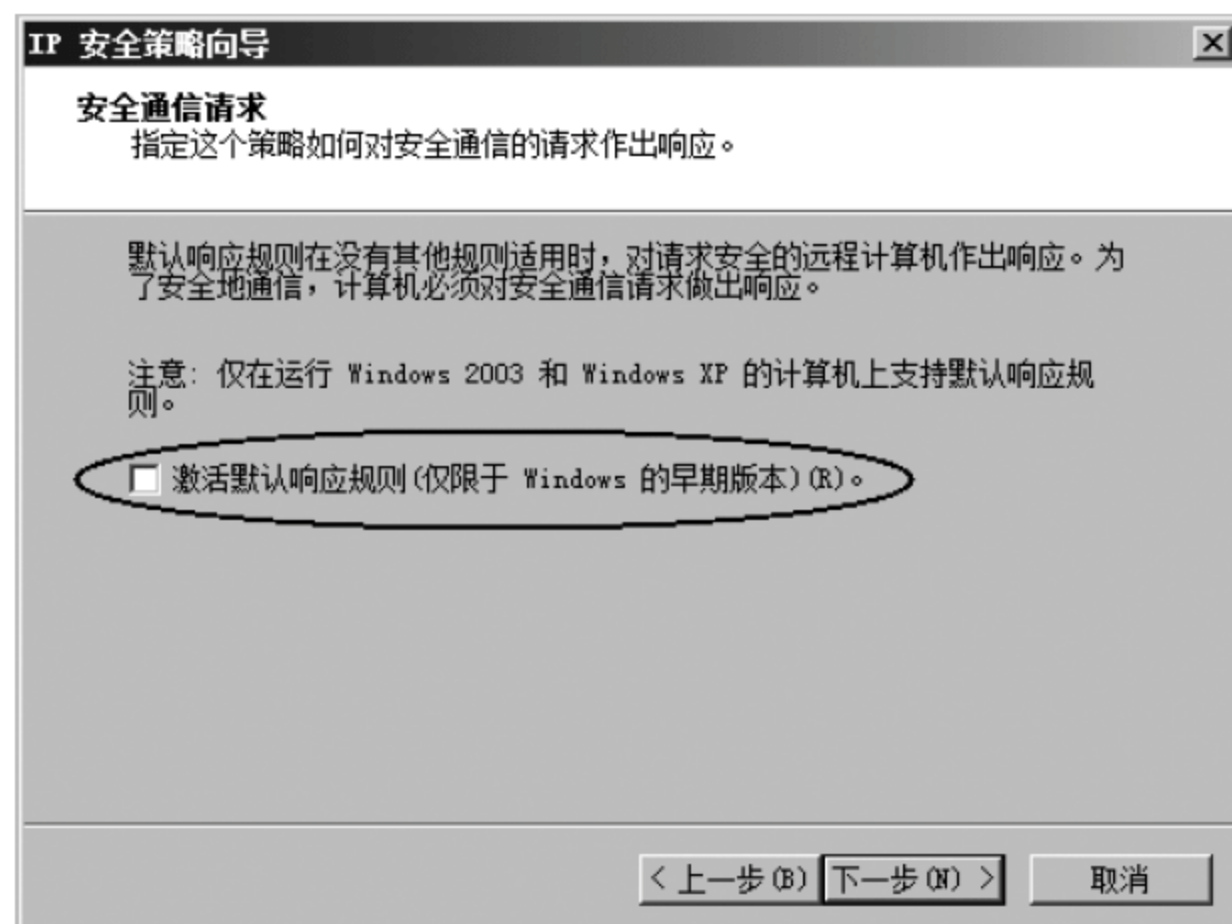 IP 安全策略向导
安全通信请求
指定这个策略如何对安全通信的请求作出响应。
默认响应规则在没有其他规则适用时，对请求安全的远程计算机作出响应。为
了安全地通信，计算机必须对安全通信请求做出响应。
注意: 仅在运行 Windows 2003 和 Windows XP 的计算机上支持默认响应规
则。
激活默认响应规则(仅限于 Windows 的早期版本)(R)。
< 上一步(B) 下一步(N) > 取消